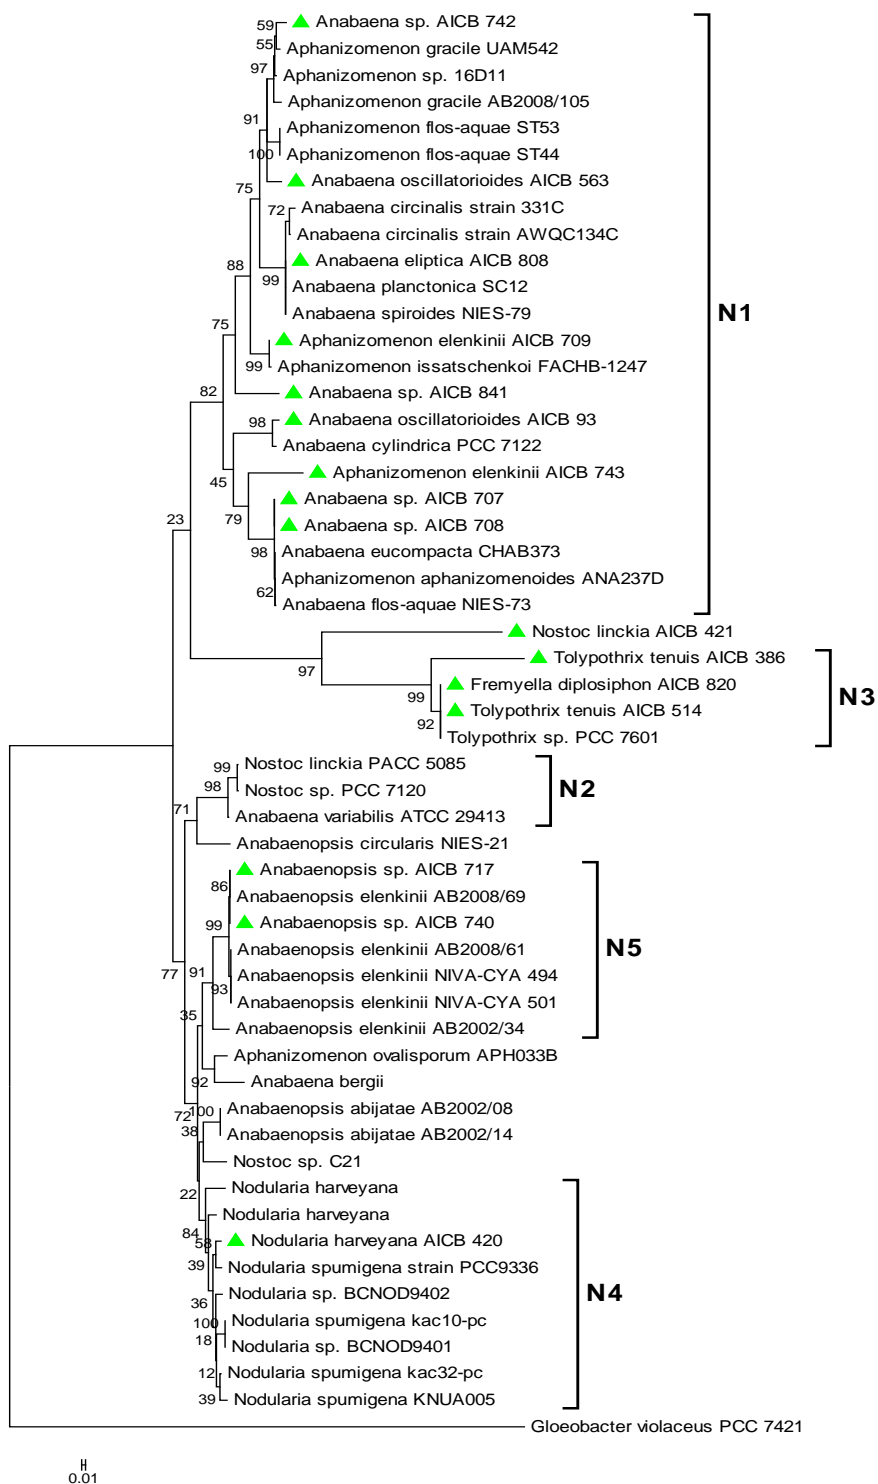 59
Anabaena sp. AICB 742
55
Aphanizomenon gracile UAM542
97
Aphanizomenon sp. 16D11
Aphanizomenon gracile AB2008/105
91
Aphanizomenon flos-aquae ST53
100
Aphanizomenon flos-aquae ST44
Anabaena oscillatorioides AICB 563
75
72
Anabaena circinalis strain 331C
Anabaena circinalis strain AWQC134C
Anabaena eliptica AICB 808
88
99
Anabaena planctonica SC12
Anabaena spiroides NIES-79
N1
75
Aphanizomenon elenkinii AICB 709
99
Aphanizomenon issatschenkoi FACHB-1247
82
Anabaena sp. AICB 841
98
Anabaena oscillatorioides AICB 93
Anabaena cylindrica PCC 7122
45
Aphanizomenon elenkinii AICB 743
Anabaena sp. AICB 707
23
79
Anabaena sp. AICB 708
98
Anabaena eucompacta CHAB373
Aphanizomenon aphanizomenoides ANA237D
62
Anabaena flos-aquae NIES-73
Nostoc linckia AICB 421
97
Tolypothrix tenuis AICB 386
99
Fremyella diplosiphon AICB 820
N3
92
Tolypothrix tenuis AICB 514
Tolypothrix sp. PCC 7601
99
Nostoc linckia PACC 5085
98
Nostoc sp. PCC 7120
N2
71
Anabaena variabilis ATCC 29413
Anabaenopsis circularis NIES-21
Anabaenopsis sp. AICB 717
86
Anabaenopsis elenkinii AB2008/69
99
Anabaenopsis sp. AICB 740
Anabaenopsis elenkinii AB2008/61
N5
77
91
Anabaenopsis elenkinii NIVA-CYA 494
93
Anabaenopsis elenkinii NIVA-CYA 501
35
Anabaenopsis elenkinii AB2002/34
Aphanizomenon ovalisporum APH033B
92
Anabaena bergii
72
100
Anabaenopsis abijatae AB2002/08
38
Anabaenopsis abijatae AB2002/14
Nostoc sp. C21
22
Nodularia harveyana
Nodularia harveyana
84
58
Nodularia harveyana AICB 420
39
Nodularia spumigena strain PCC9336
N4
36
Nodularia sp. BCNOD9402
100
Nodularia spumigena kac10-pc
18
Nodularia sp. BCNOD9401
12
Nodularia spumigena kac32-pc
39
Nodularia spumigena KNUA005
Gloeobacter violaceus PCC 7421
0.01